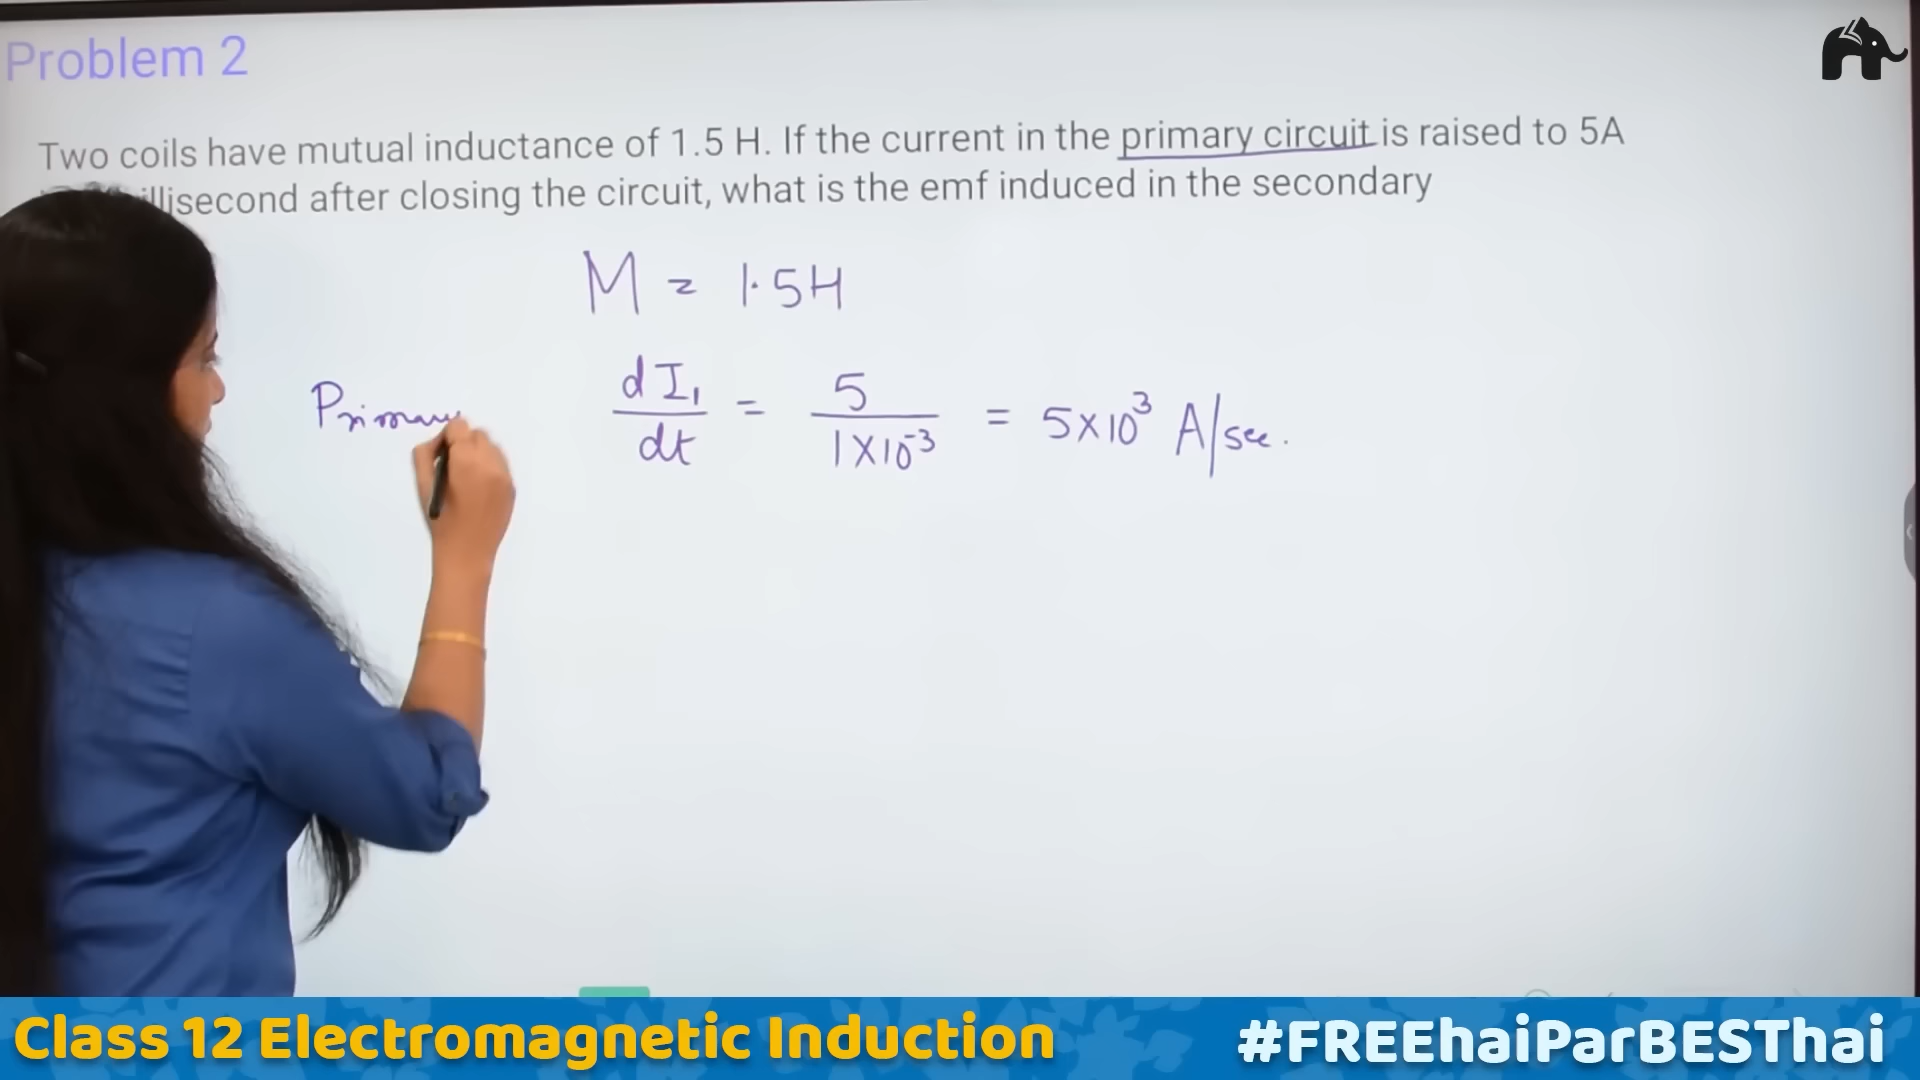 Problem 2
Two coils have mutual inductance of 1.5 H. If the current in the primary circuit is raised to 5A
after closing the circuit, what is the emf induced in the secondary
M = 1.5H
Primary dI₁/dt = 5/1×10⁻³ = 5×10³ A/sec.
Class 12 Electromagnetic Induction
#FREEhaiParBESThai